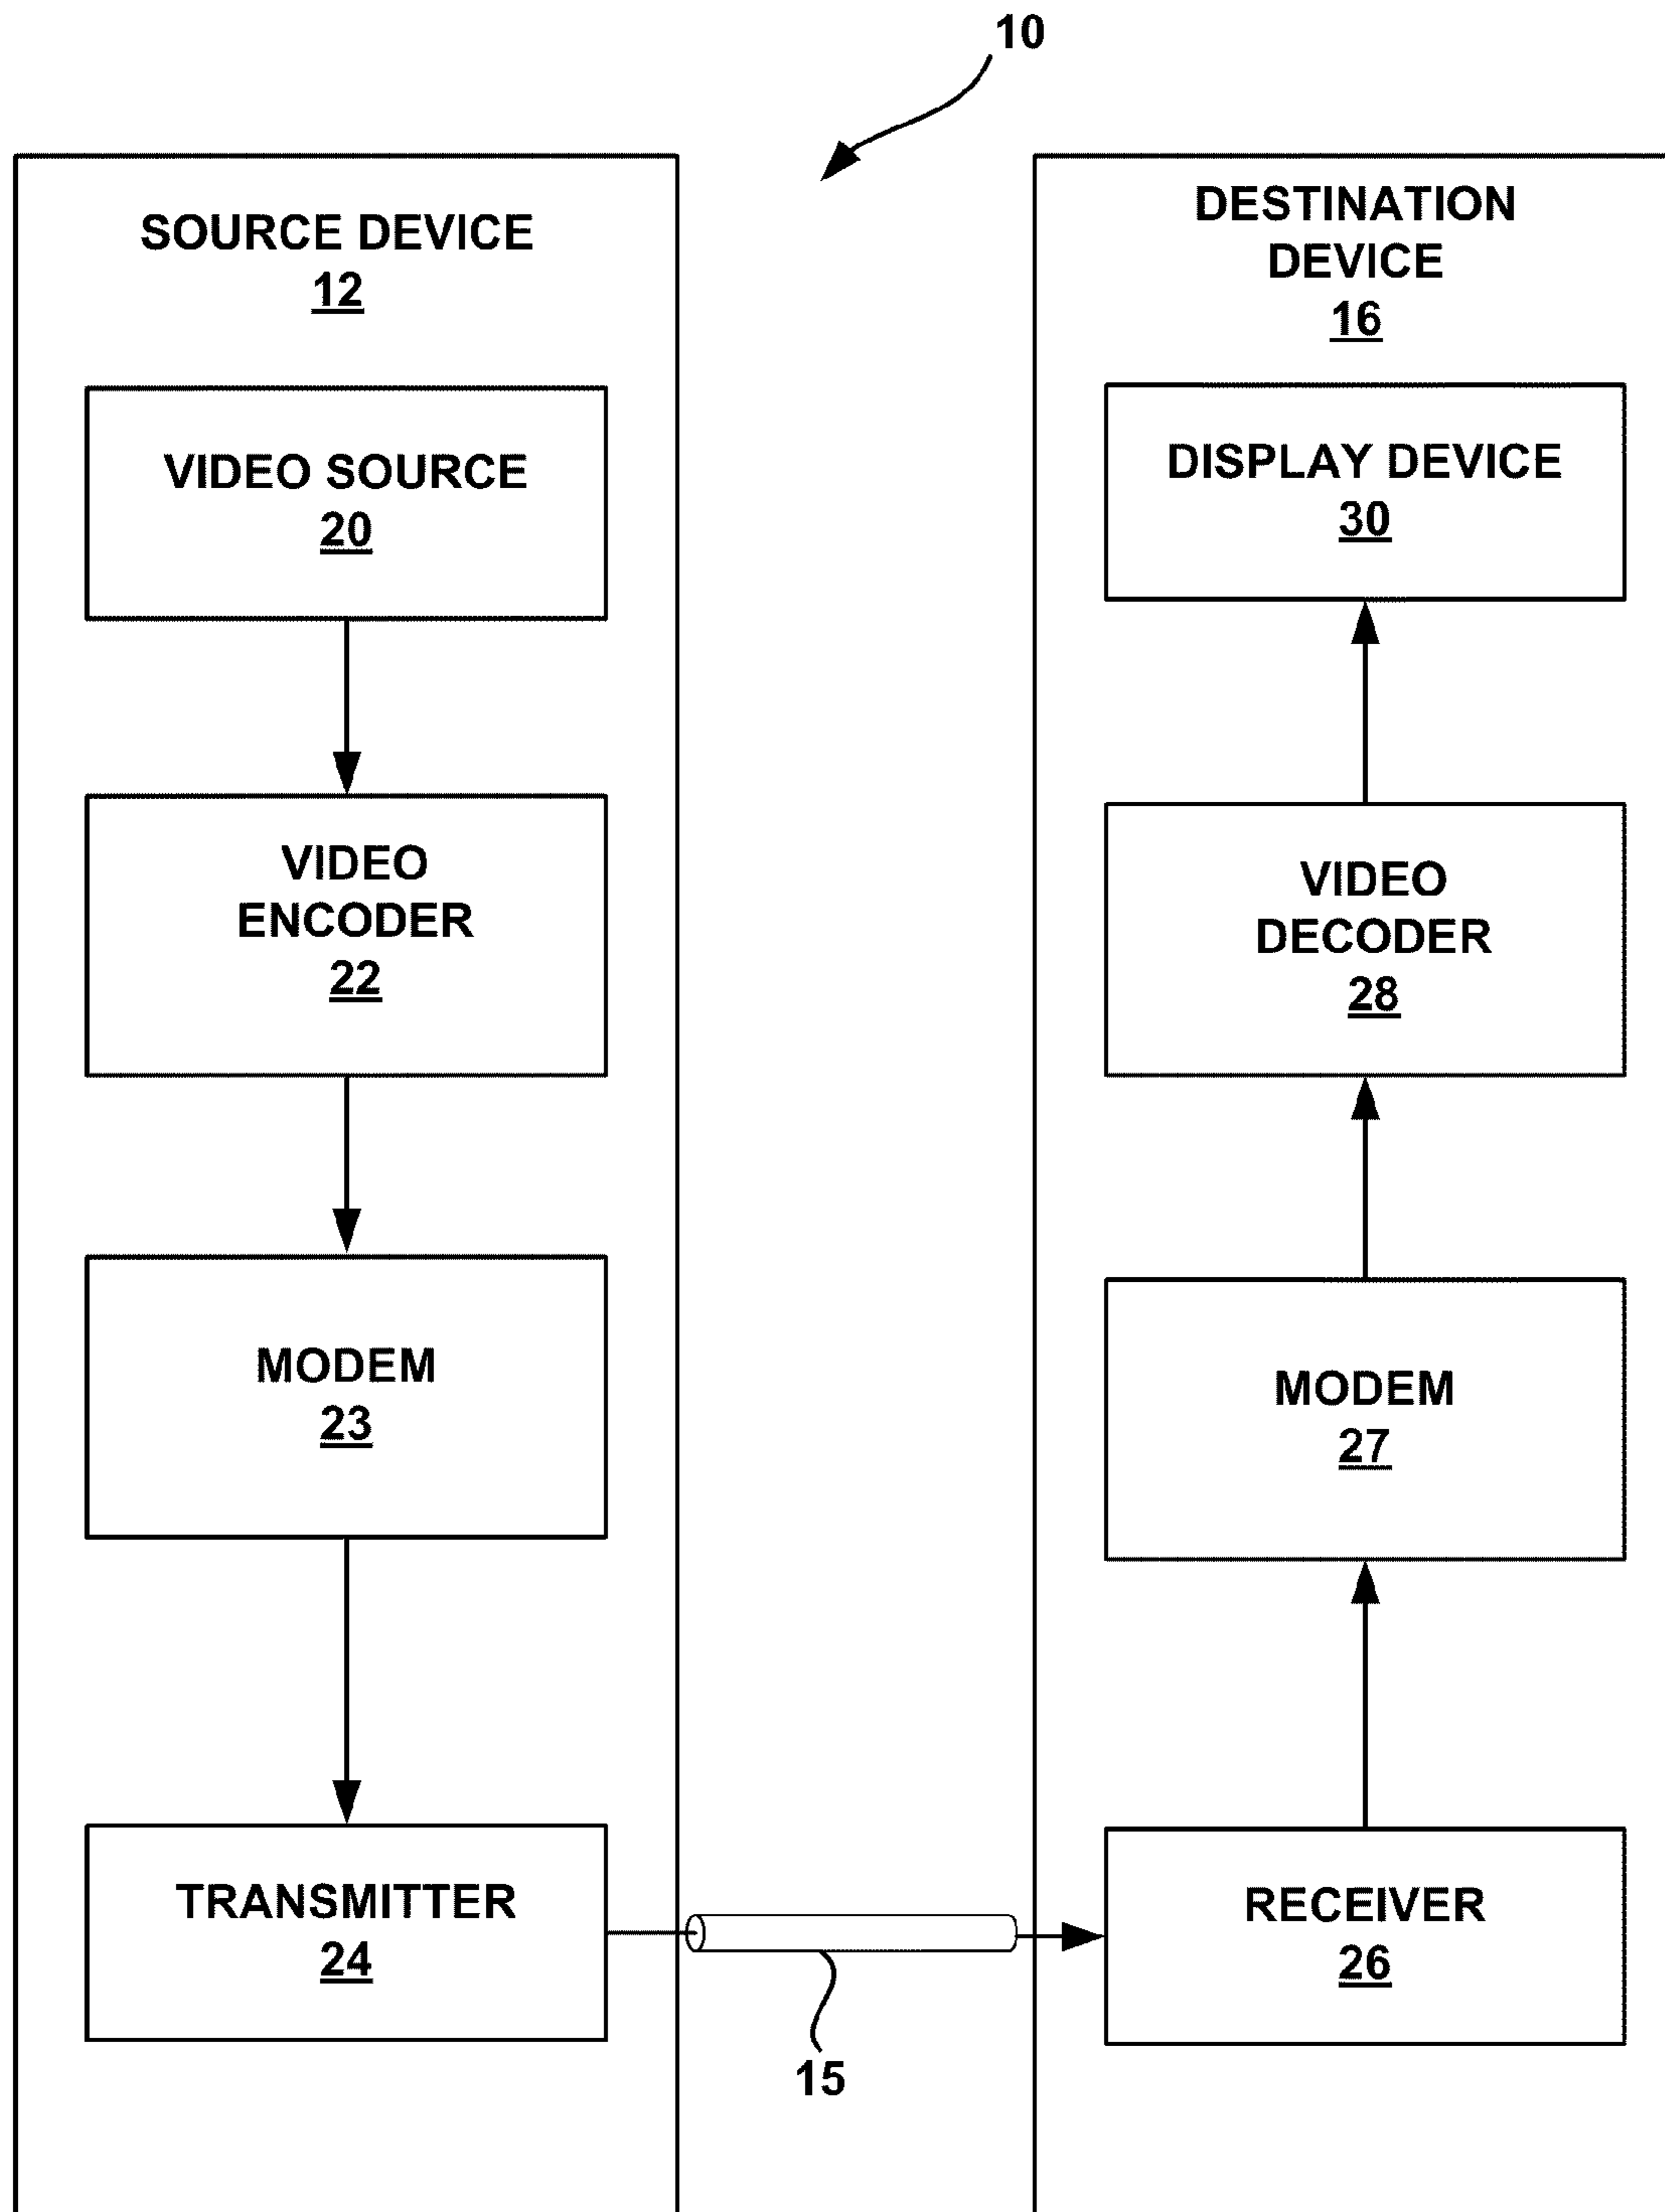 10
SOURCE DEVICE
12
VIDEO SOURCE
20
VIDEO
ENCODER
22
MODEM
23
TRANSMITTER
24
15
DESTINATION
DEVICE
16
DISPLAY DEVICE
30
VIDEO
DECODER
28
MODEM
27
RECEIVER
26